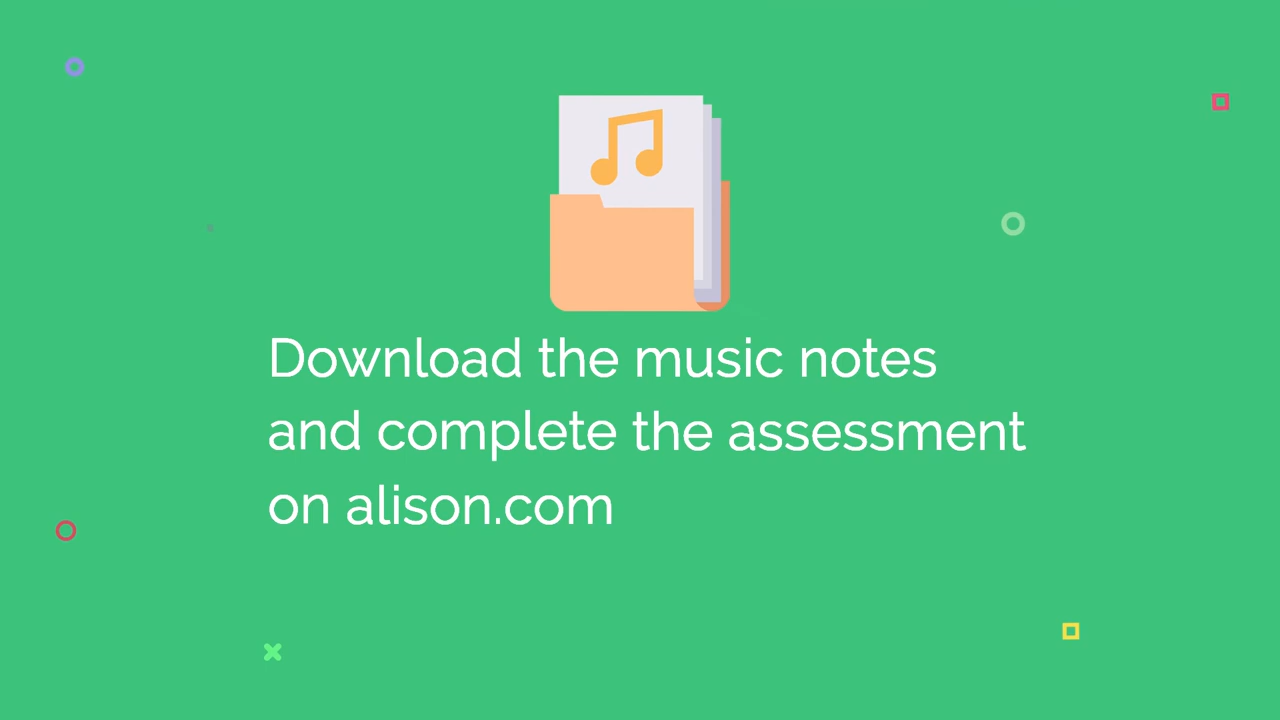 Download the music notes
and complete the assessment
on alison.com